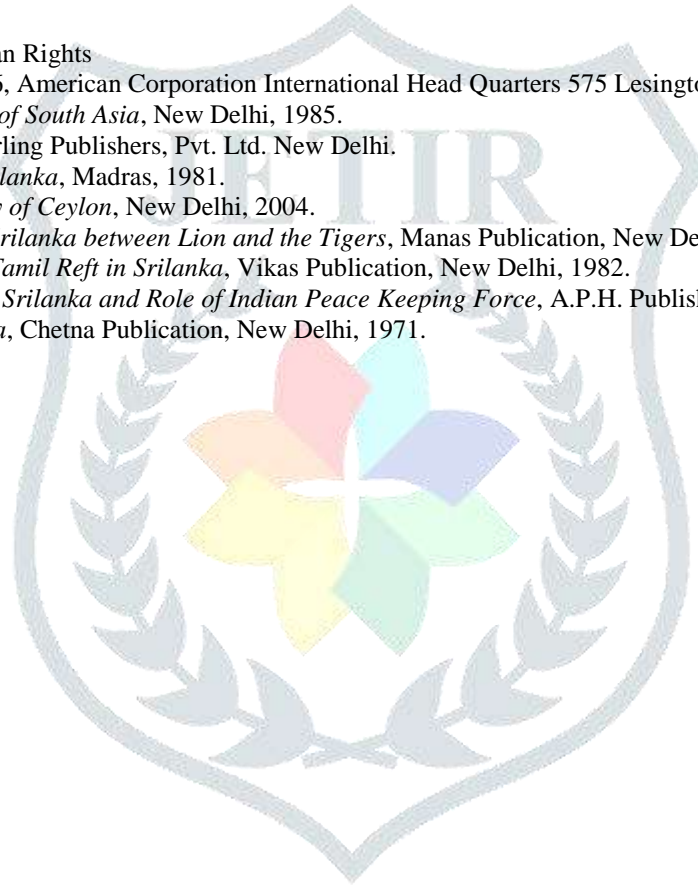 an Rights
, American Corporation International Head Quarters 575 Lesingto
of South Asia, New Delhi, 1985.
rling Publishers, Pvt. Ltd. New Delhi.
lanka, Madras, 1981.
of Ceylon, New Delhi, 2004.
rilanka between Lion and the Tigers, Manas Publication, New De
Tamil Reft in Srilanka, Vikas Publication, New Delhi, 1982.
Srilanka and Role of Indian Peace Keeping Force, A.P.H. Publish
, Chetna Publication, New Delhi, 1971.
JETIR